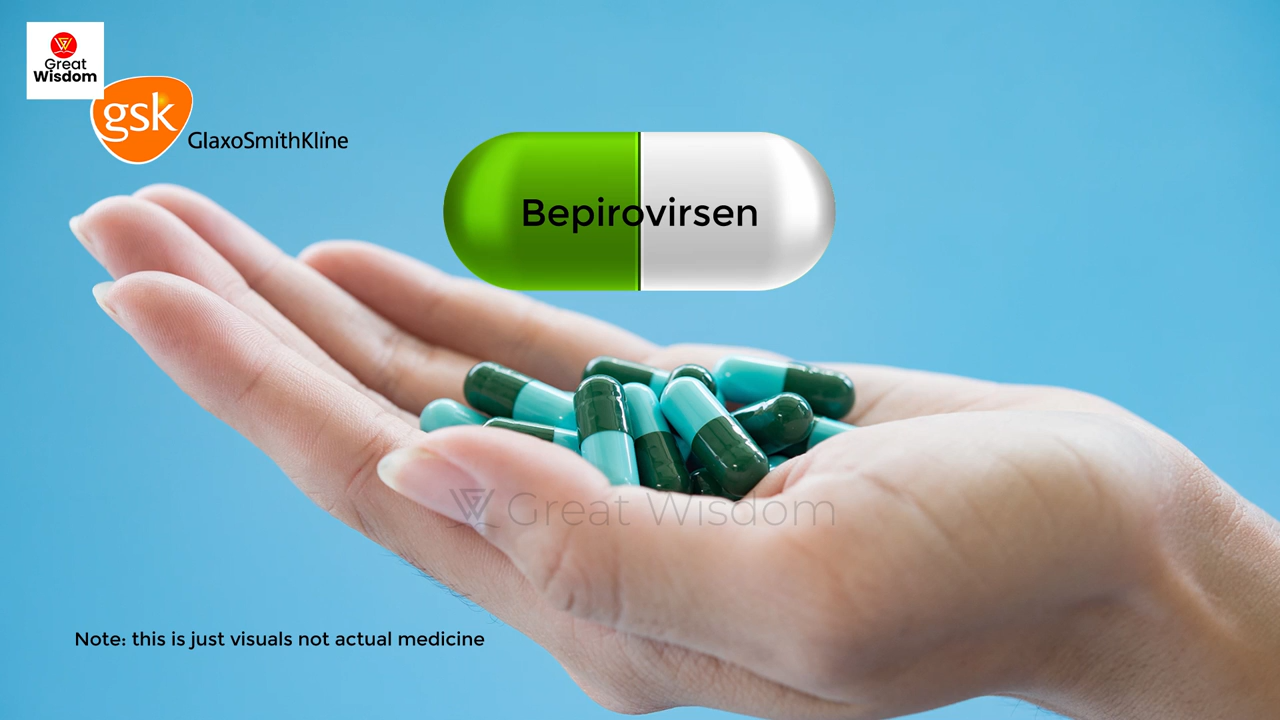 Great
Wisdom
gsk
GlaxoSmithKline
Bepirovirsen
Great Wisdom
Note: this is just visuals not actual medicine